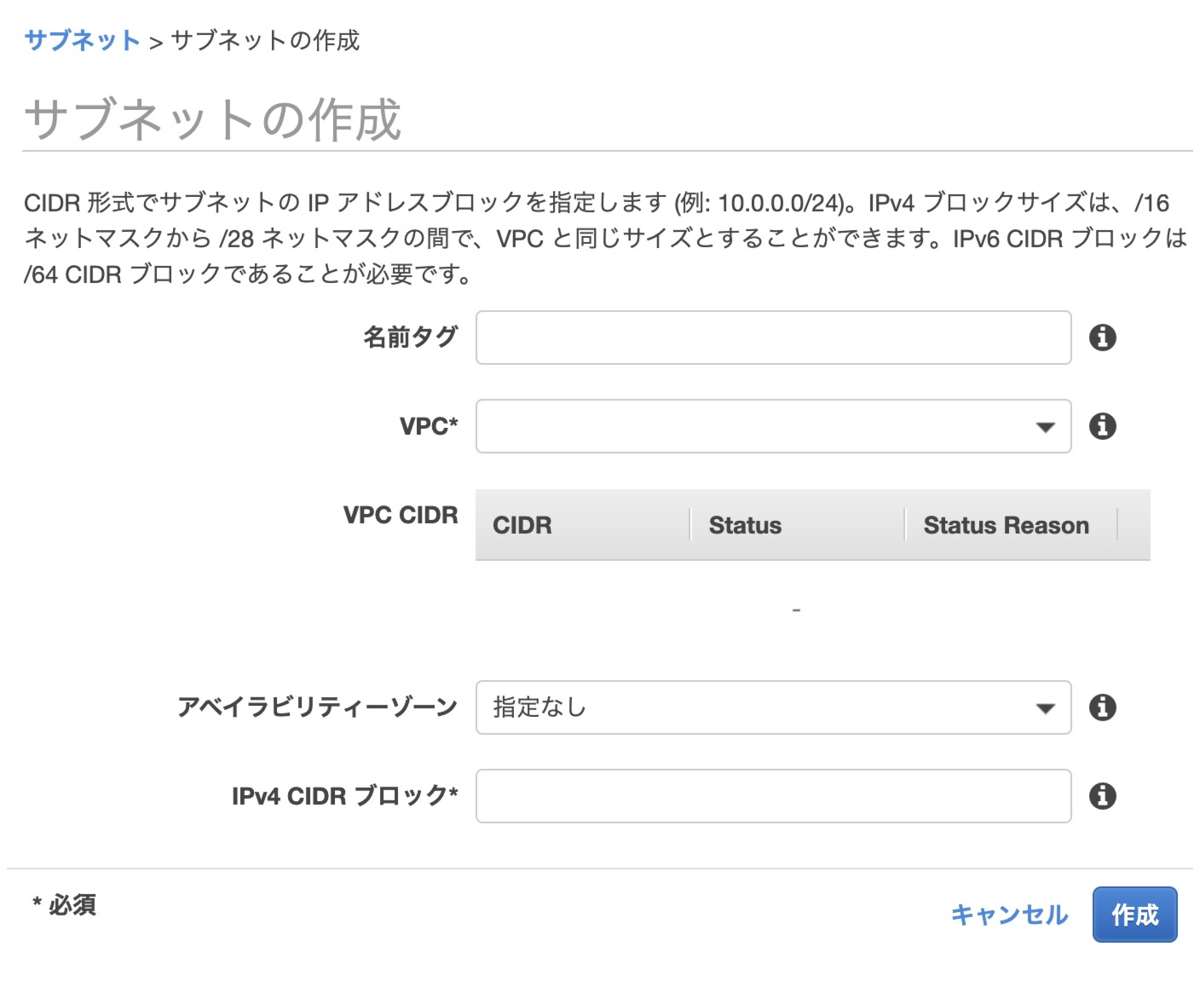 サブネット > サブネットの作成
サブネットの作成
CIDR 形式でサブネットの IP アドレスブロックを指定します (例: 10.0.0.0/24)。IPv4 ブロックサイズは、/16
ネットマスクから /28 ネットマスクの間で、VPC と同じサイズとすることができます。IPv6 CIDR ブロックは
/64 CIDR ブロックであることが必要です。
名前タグ
VPC*
VPC CIDR
CIDR Status Status Reason
-
アベイラビリティーゾーン 指定なし
IPv4 CIDR ブロック*
* 必須
キャンセル 作成